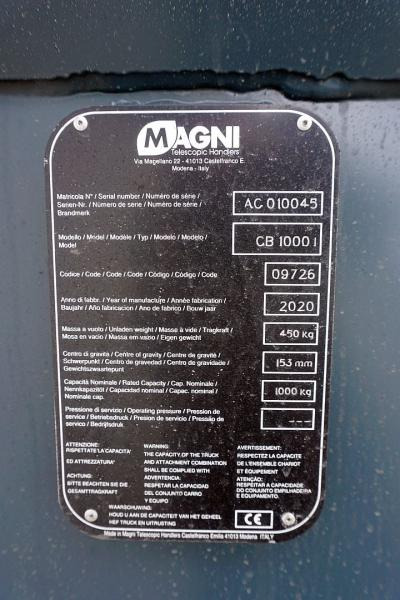 MAGNI
Telescopic Handlers
Via Magellano 22 - 41013 Castelfranco E.
Modena - Italy
Matricola N° / Serial number / Numéro de série /
Serien-Nr. / Número de serie / Numéro de série /
Brandmerk
AC 010045
Modello / Model / Modèle / Typ / Modelo / Modelo /
Model
CB 1000
Codice / Code / Code / Code / Código / Código / Code
09726
Anno di fabbr. / Year of manufacture / Année fabrication /
Baujahr / Año fabricación / Ano de fabrico / Bouw jaar
2020
Massa a vuoto / Unladen weight / Masse à vide / Tragkraft /
Mosa en vacio / Massa em vazio / Eigen gewicht
450 kg
Centro di gravità / Centre of gravity / Centre de gravité /
Schwerpunkt / Centro de gravedad / Centro de gravidade /
Gewichtszwaartepunkt
153 mm
Capacità Nominale / Rated Capacity / Cap. Nominale /
Nennkapazität / Capacidad nominal / Capac. nominal /
Nominale cap.
1000 kg
Pressione di servizio / Operating pressure / Pression de
service / Betriebsdruck / Presion de servicio / Pressão de
service / Bedrijfsdruk
---
ATTENZIONE:
RISPETTATE LA CAPACITA'
ED ATTREZZATURA'
ACHTUNG:
BITTE BEACHTEN SIE DIE
GESAMTTRAGKRAFT
WARNING:
THE CAPACITY OF THE TRUCK
AND ATTACHMENT COMBINATION
SHALL BE COMPLIED WITH
ADVERTENCIA:
RESPETAR LA CAPACIDAD
DEL CONJUNTO CARRO
Y EQUIPO
AVERTISSEMENT:
RESPECTEZ LA CAPACITE
DE L'ENSEMBLE CHARIOT
ET EQUIPEMENT
ATENÇÃO:
RESPEITAR A CAPACIDADE
DO CONJUNTO EMPILHADEIRA
E EQUIPAMENTO.
WAARSCHUWING:
HOUD U AAN DE CAPACITEIT VAN HET GEHEEL
HEF TRUCK EN UITRUSTING
CE
Made in Magni Telescopic Handlers Castelfranco Emilia 41013 Modena ITALY